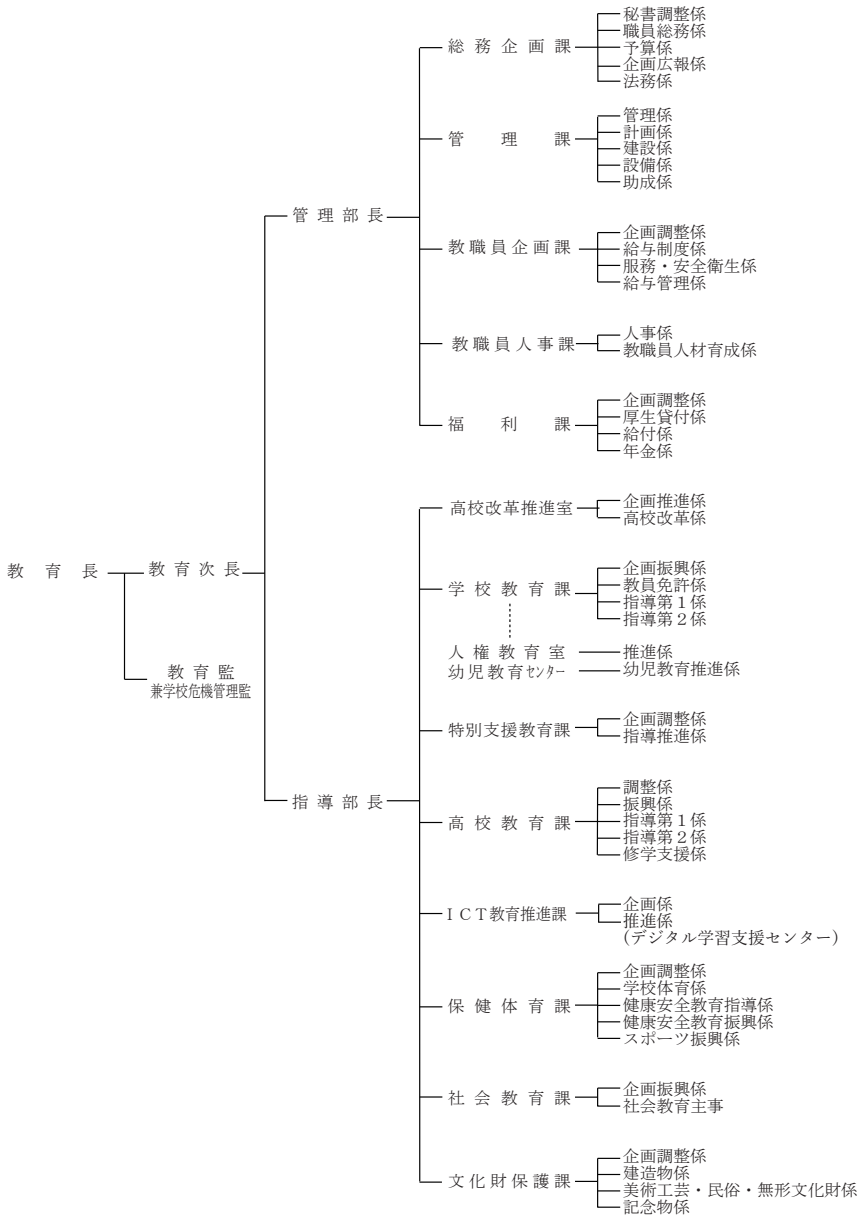 教育長
教育次長
教育監
兼学校危機管理監
管理部長
総務企画課
秘書調整係
職員総務係
予算係
企画広報係
法務係
管理課
管理係
計画係
建設係
設備係
助成係
教職員企画課
企画調整係
給与制度係
服務・安全衛生係
給与管理係
教職員人事課
人事係
教職員人材育成係
福利課
企画調整係
厚生貸付係
給付係
年金係
指導部長
高校改革推進室
企画推進係
高校改革係
学校教育課
企画振興係
教員免許係
指導第1係
指導第2係
人権教育室
推進係
幼児教育センター
幼児教育推進係
特別支援教育課
企画調整係
指導推進係
高校教育課
調整係
振興係
指導第1係
指導第2係
修学支援係
ICT教育推進課
企画係
推進係
(デジタル学習支援センター)
保健体育課
企画調整係
学校体育係
健康安全教育指導係
健康安全教育振興係
スポーツ振興係
社会教育課
企画振興係
社会教育主事
文化財保護課
企画調整係
建造物係
美術工芸・民俗・無形文化財係
記念物係